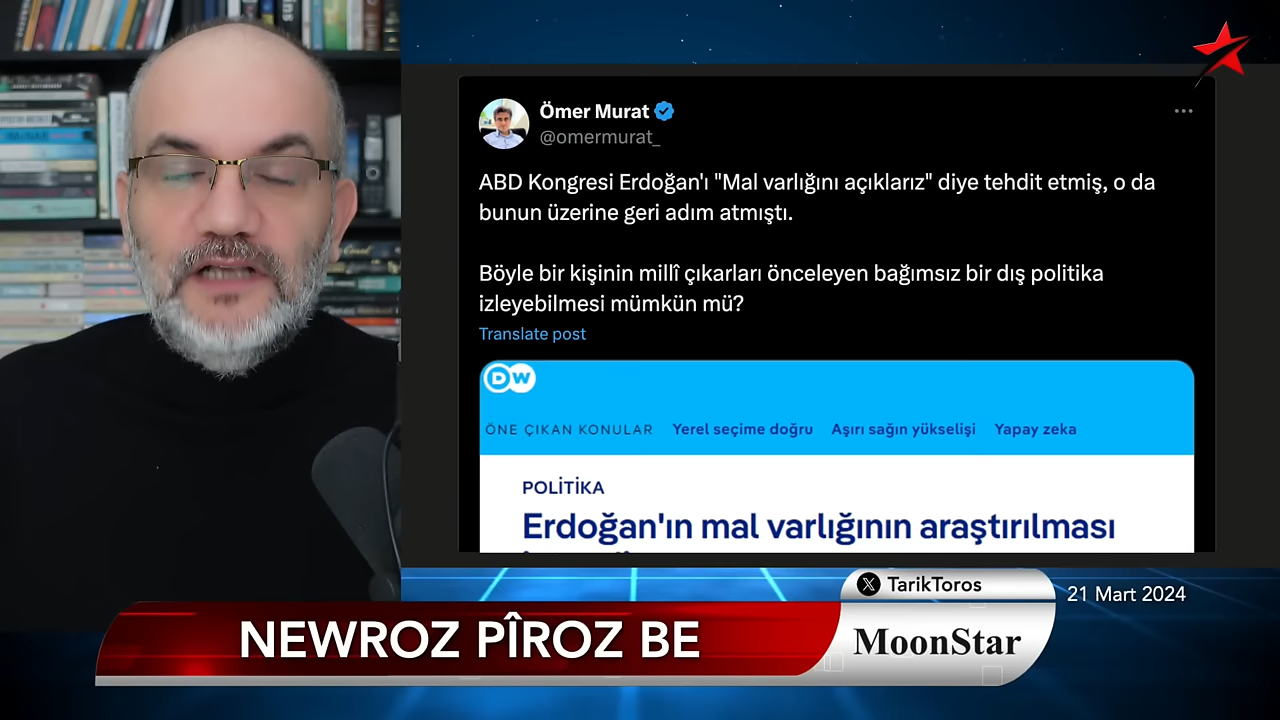 Ömer Murat
@omermurat_
ABD Kongresi Erdoğan'ı "Mal varlığını açıklarız" diye tehdit etmiş, o da
bunun üzerine geri adım atmıştı.
Böyle bir kişinin millî çıkarları önceleyen bağımsız bir dış politika
izleyebilmesi mümkün mü?
Translate post
DW
ÖNE ÇIKAN KONULAR Yerel seçime doğru Aşırı sağın yükselişi Yapay zeka
POLİTİKA
Erdoğan'ın mal varlığının araştırılması
TarikToros
21 Mart 2024
NEWROZ PÎROZ BE
MoonStar